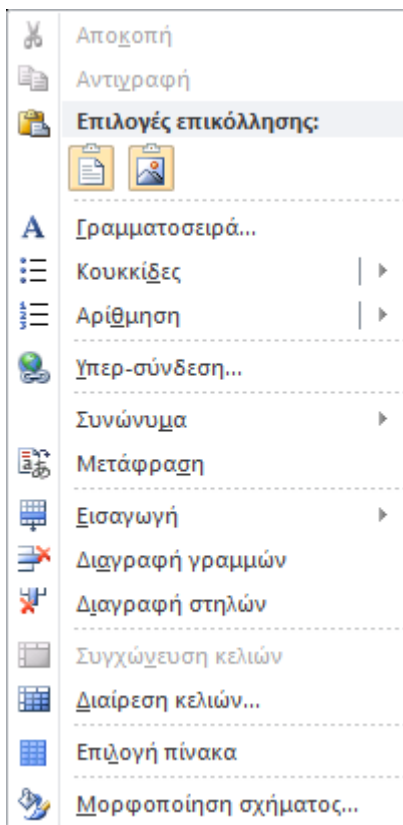 Αποκοπή
Αντιγραφή
Επιλογές επικόλλησης:
Γραμματοσειρά...
Κουκκίδες
Αρίθμηση
Υπερ-σύνδεση...
Συνώνυμα
Μετάφραση
Εισαγωγή
Διαγραφή γραμμών
Διαγραφή στηλών
Συγχώνευση κελιών
Διαίρεση κελιών...
Επιλογή πίνακα
Μορφοποίηση σχήματος...